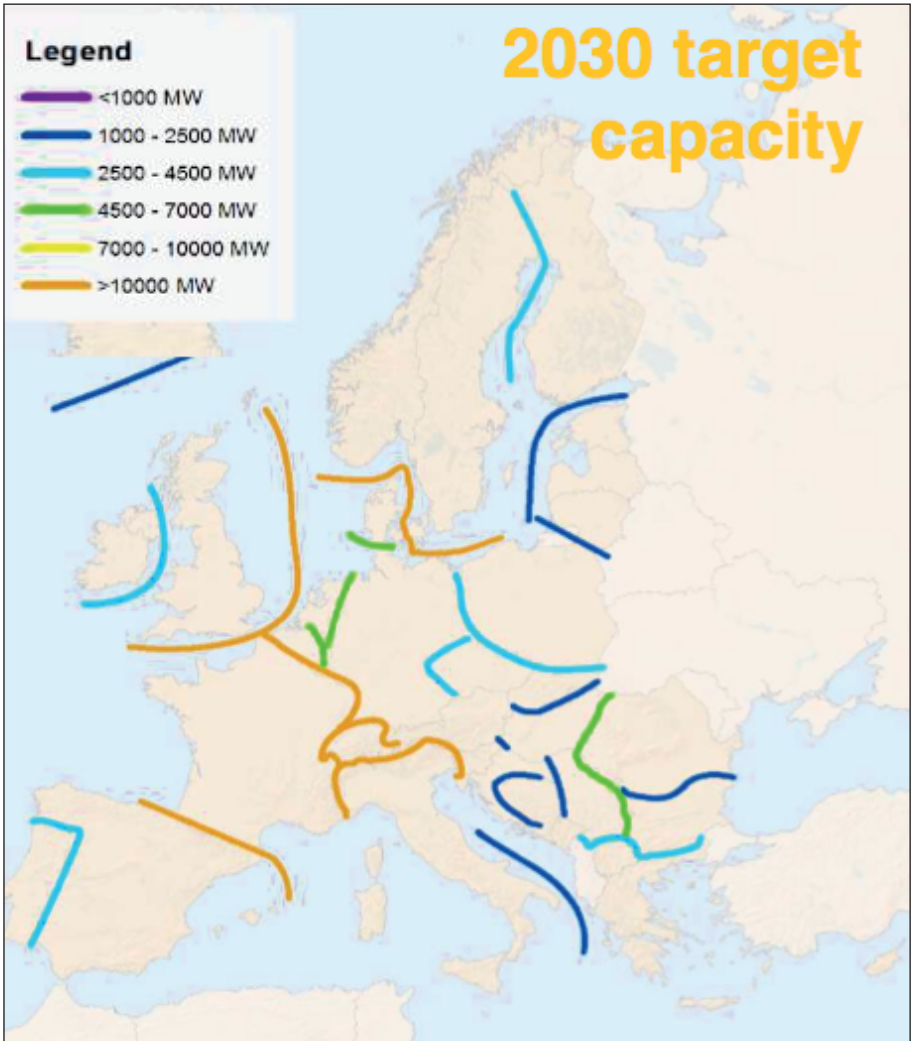 2030 target
capacity
Legend
<1000 MW
1000 - 2500 MW
2500 - 4500 MW
4500 - 7000 MW
7000 - 10000 MW
>10000 MW